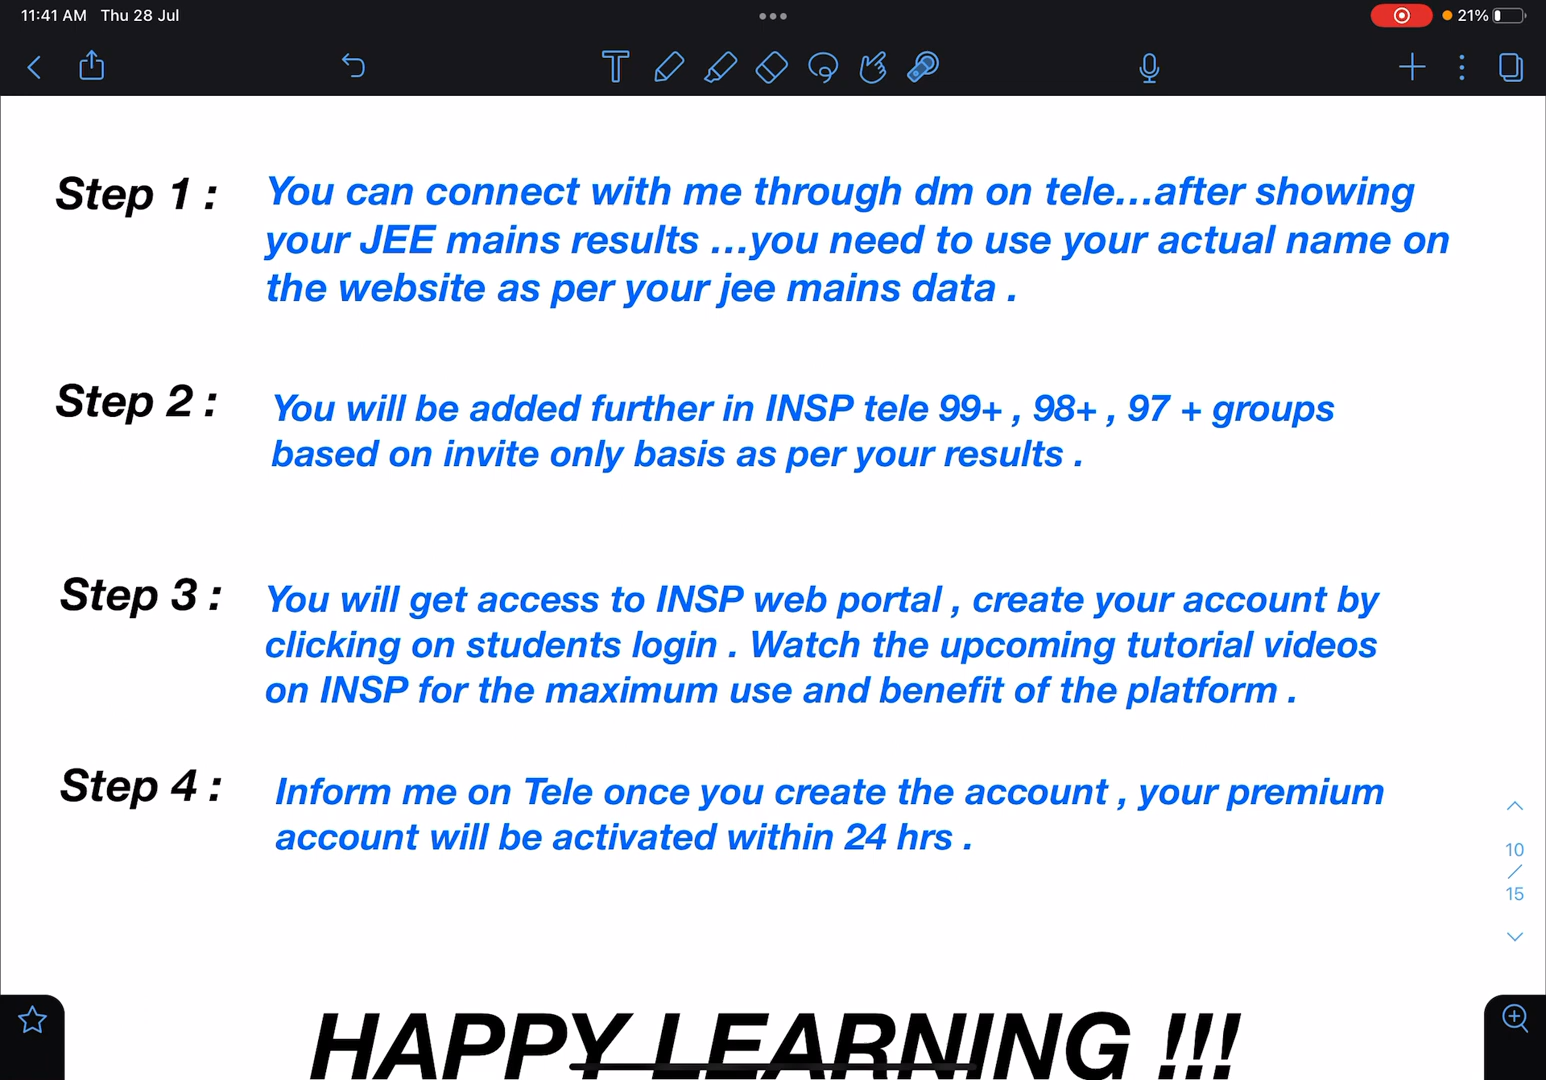 11:41 AM Thu 28 Jul
21%
Step 1 : You can connect with me through dm on tele...after showing
your JEE mains results ...you need to use your actual name on
the website as per your jee mains data .
Step 2 : You will be added further in INSP tele 99+ , 98+ , 97 + groups
based on invite only basis as per your results .
Step 3 : You will get access to INSP web portal , create your account by
clicking on students login . Watch the upcoming tutorial videos
on INSP for the maximum use and benefit of the platform .
Step 4 : Inform me on Tele once you create the account , your premium
account will be activated within 24 hrs .
10
/
15
HAPPY LEARNING !!!